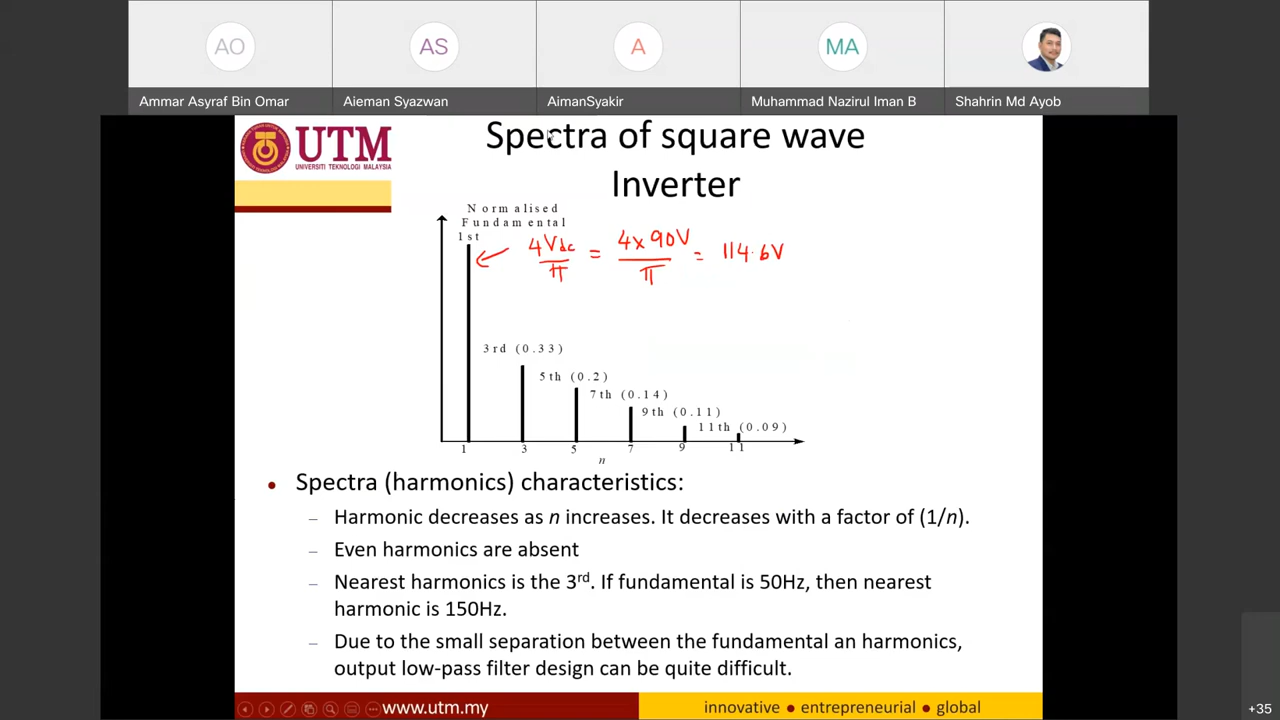 AO
AS
A
MA
Ammar Asyraf Bin Omar
Aieman Syazwan
AimanSyakir
Muhammad Nazirul Iman B
Shahrin Md Ayob
UTM
UNIVERSITI TEKNOLOGI MALAYSIA
Spectra of square wave
Inverter
Normalised
Fundamental
1st
4Vdc/π = 4x90V/π = 114.6V
3rd (0.33)
5th (0.2)
7th (0.14)
9th (0.11)
11th (0.09)
1 3 5 7 9 11
n
• Spectra (harmonics) characteristics:
– Harmonic decreases as n increases. It decreases with a factor of (1/n).
– Even harmonics are absent
– Nearest harmonics is the 3rd. If fundamental is 50Hz, then nearest
harmonic is 150Hz.
– Due to the small separation between the fundamental an harmonics,
output low-pass filter design can be quite difficult.
www.utm.my
innovative ● entrepreneurial ● global
+35